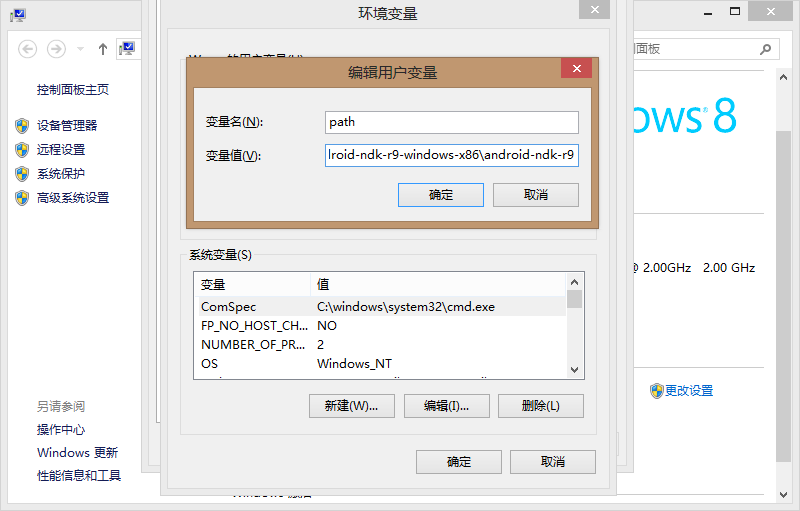 环境变量
编辑用户变量
变量名(N):
path
变量值(V):
lroid-ndk-r9-windows-x86\android-ndk-r9
确定
取消
系统变量(S)
变量
值
ComSpec
C:\windows\system32\cmd.exe
FP_NO_HOST_CH...
NO
NUMBER_OF_PR...
2
OS
Windows_NT
新建(W)...
编辑(I)...
删除(L)
确定
取消
控制面板主页
设备管理器
远程设置
系统保护
高级系统设置
另请参阅
操作中心
Windows 更新
性能信息和工具
面板
ows 8
@ 2.00GHz 2.00 GHz
更改设置